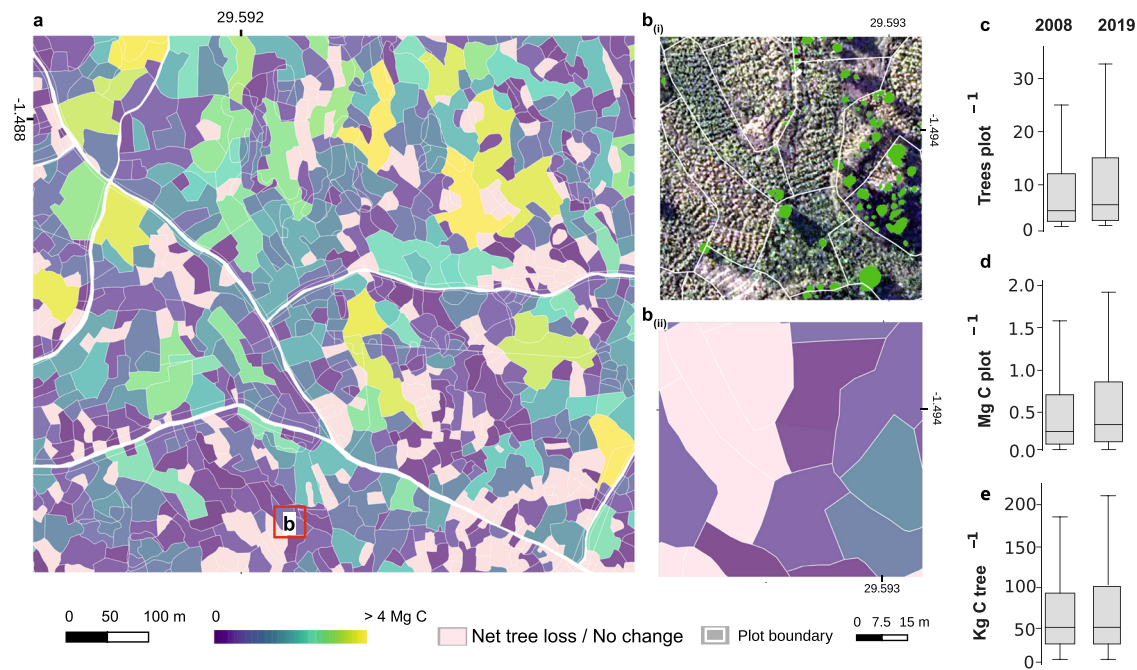 a
29.592
-1.488
b
0
50
100 m
0
> 4 Mg C
b(i)
29.593
-1.494
b(ii)
-1.494
29.593
Net tree loss / No change
Plot boundary
0
7.5
15 m
c
2008
2019
Trees plot −1
30
20
10
0
d
Mg C plot −1
2.0
1.5
1.0
0.5
0.0
e
Kg C tree −1
200
150
100
50
0